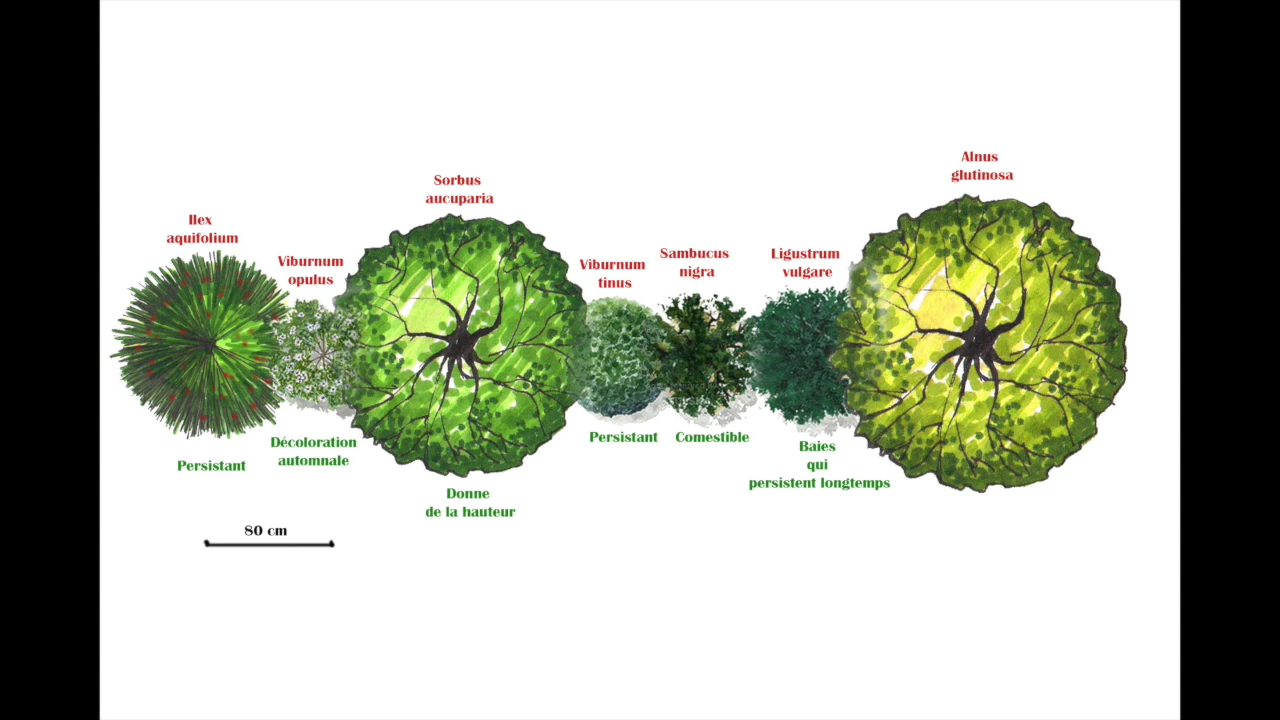 Ilex
aquifolium
Viburnum
opulus
Sorbus
aucuparia
Viburnum
tinus
Sambucus
nigra
Ligustrum
vulgare
Alnus
glutinosa
Persistant
Décoloration
automnale
Donne
de la hauteur
Persistant
Comestible
Baies
qui
persistent longtemps
80 cm